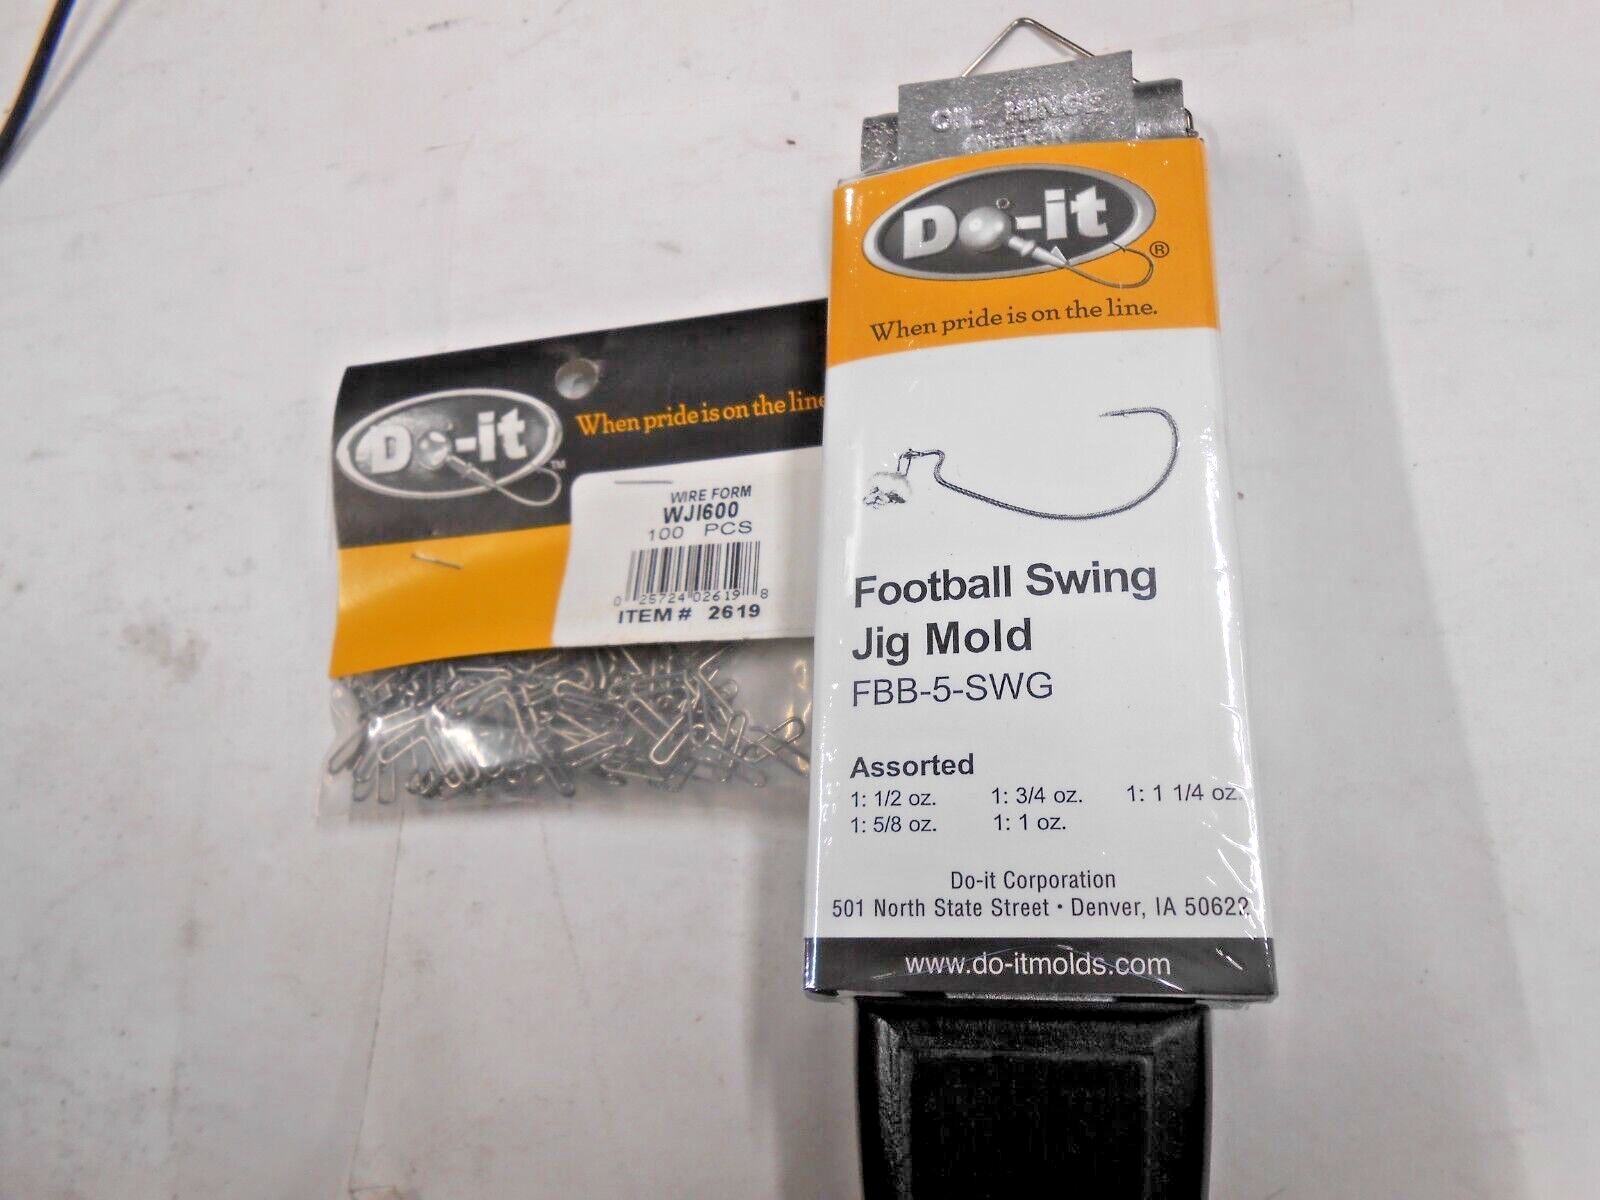 Do-it
TM
When pride is on the line
WIRE FORM
WJI600
100 PCS
0 25724 02619 8
ITEM# 2619
OIL HINGE
Do-it
®
When pride is on the line.
Football Swing
Jig Mold
FBB-5-SWG
Assorted
1: 1/2 oz. 1: 3/4 oz. 1: 1 1/4 oz.
1: 5/8 oz. 1: 1 oz.
Do-it Corporation
501 North State Street • Denver, IA 50622
www.do-itmolds.com